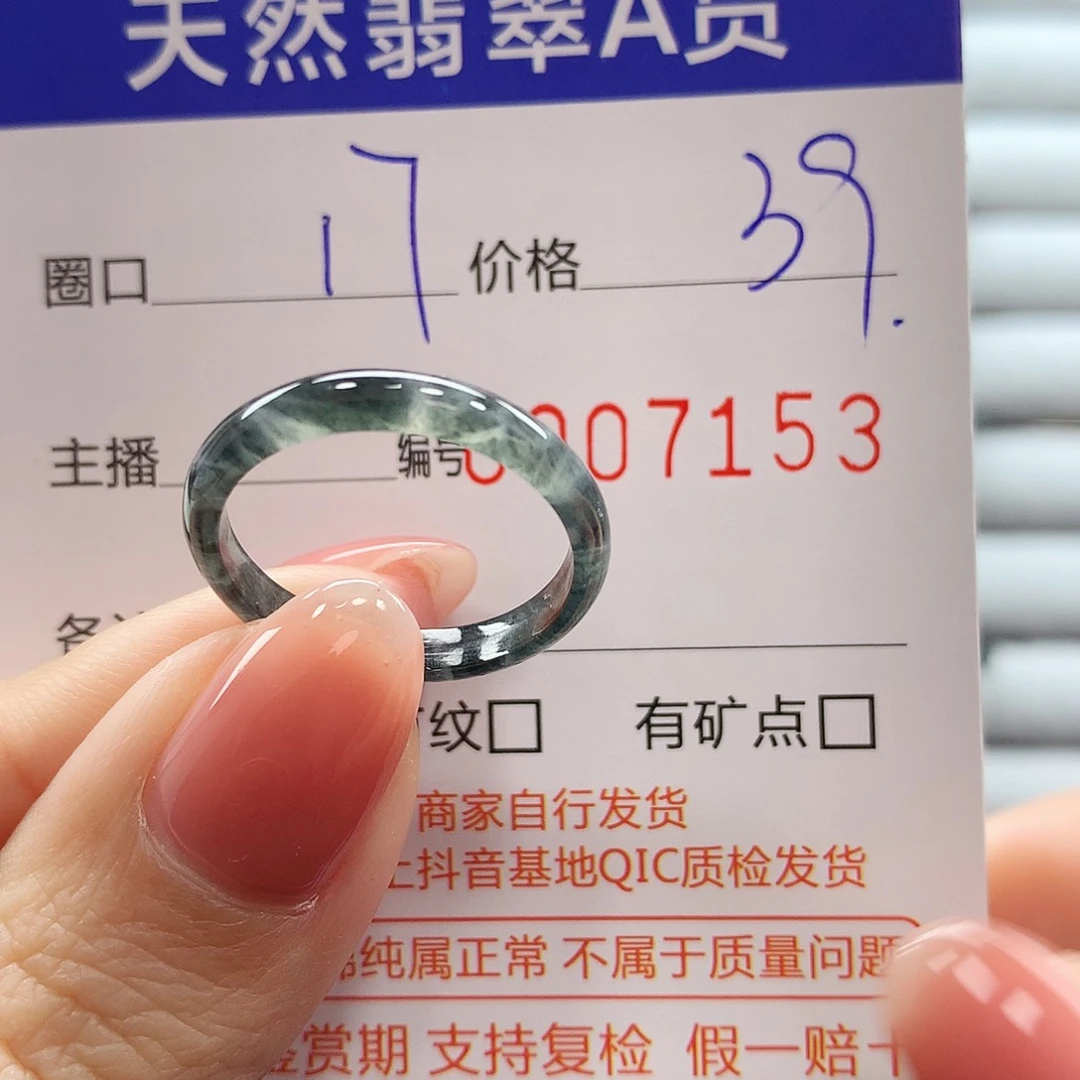 天然翡翠A货
圈口 17 价格 39.
主播 编号 007153
有纹□ 有矿点□
商家自行发货
上抖音基地QIC质检发货
纯属正常 不属于质量问题
鉴赏期 支持复检 假一赔十